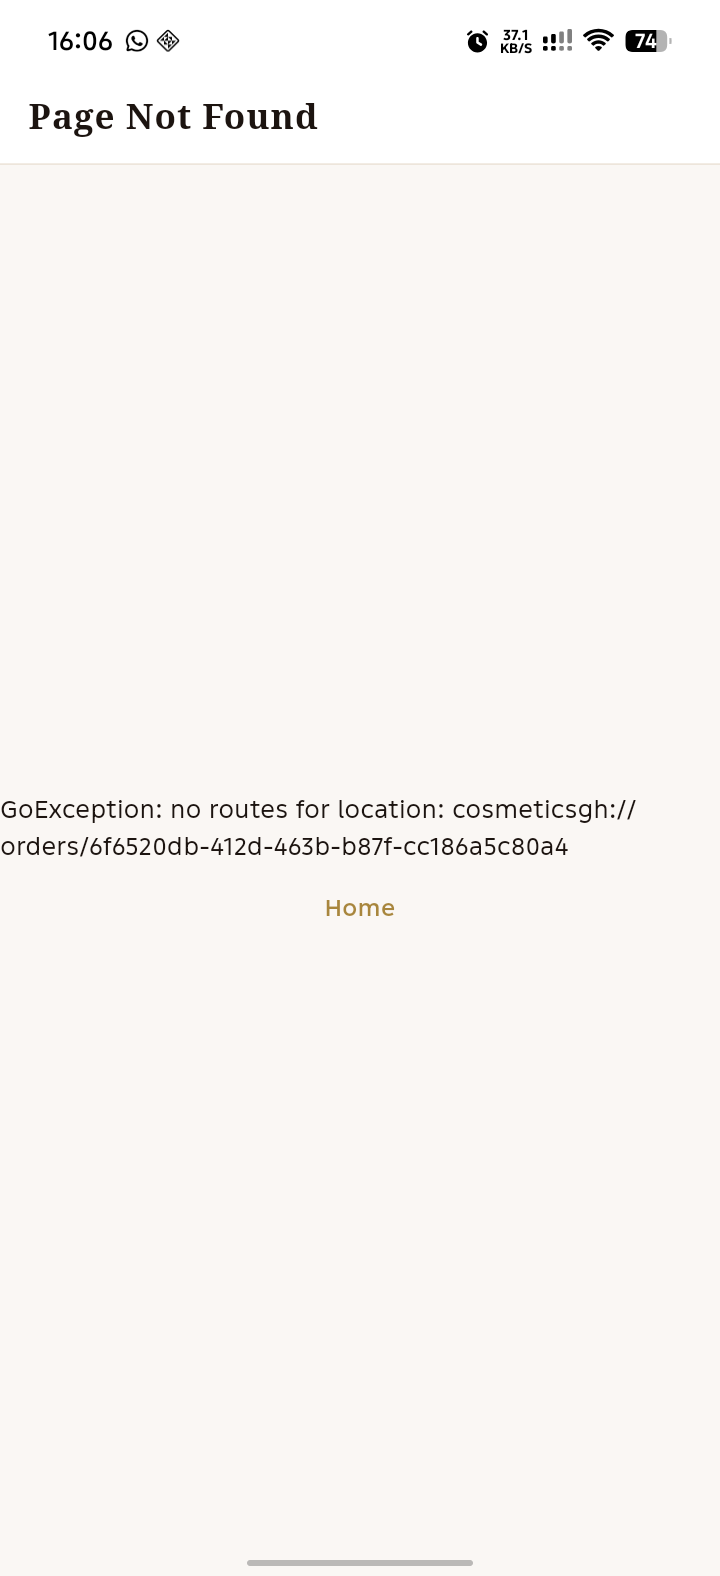 16:06 37.1 KB/S 74
Page Not Found
GoException: no routes for location: cosmeticsgh://
orders/6f6520db-412d-463b-b87f-cc186a5c80a4
Home